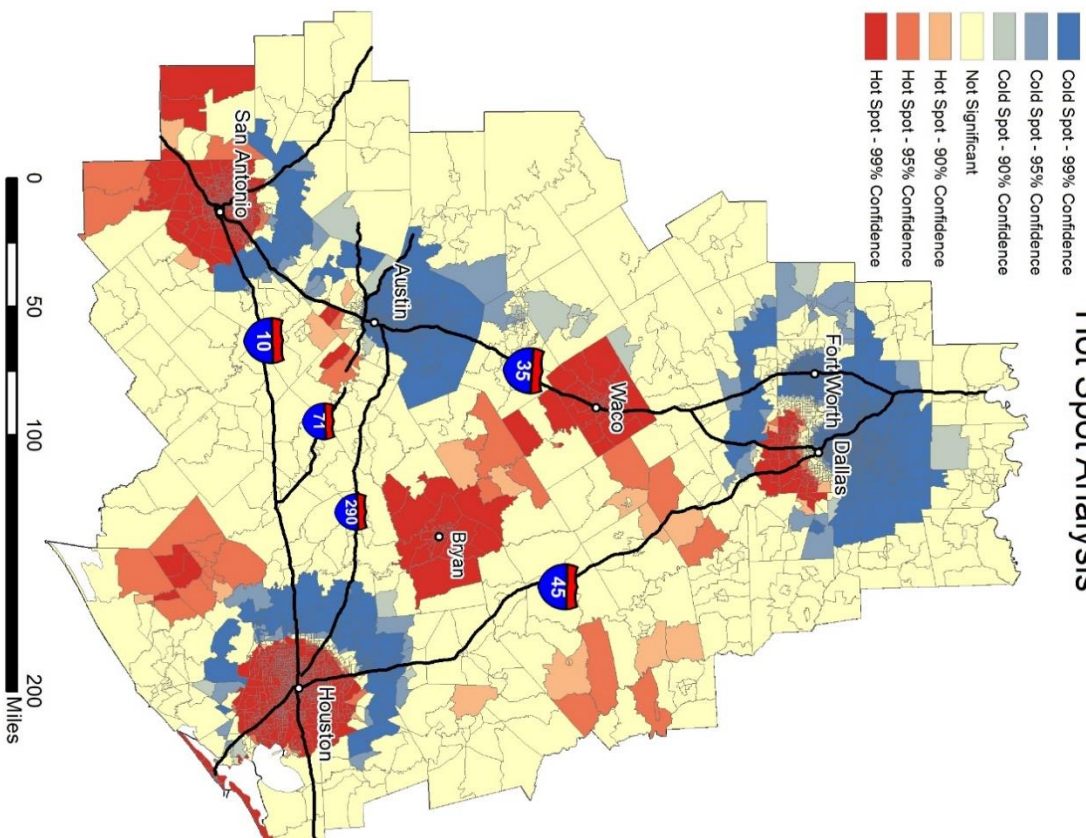 Hot Spot Analysis
Cold Spot - 99% Confidence
Cold Spot - 95% Confidence
Cold Spot - 90% Confidence
Not Significant
Hot Spot - 90% Confidence
Hot Spot - 95% Confidence
Hot Spot - 99% Confidence
Fort Worth
Dallas
Waco
35
45
Bryan
Austin
290
71
Houston
10
San Antonio
0
50
100
200
Miles